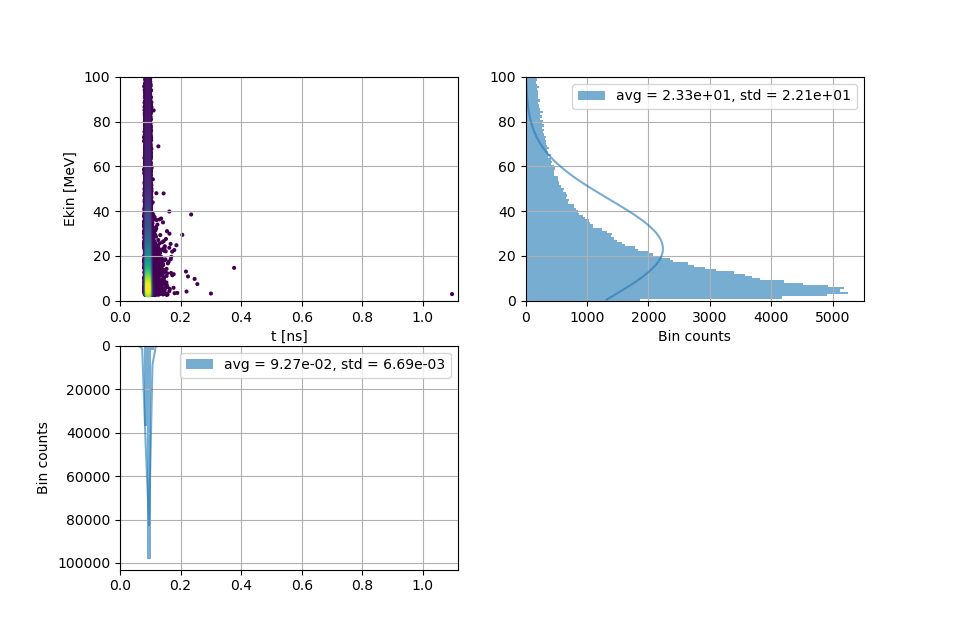 100
80
60
40
20
0
Ekin [MeV]
0.0 0.2 0.4 0.6 0.8 1.0
t [ns]
100
80
60
40
20
0
avg = 2.33e+01, std = 2.21e+01
0 1000 2000 3000 4000 5000
Bin counts
0
20000
40000
60000
80000
100000
Bin counts
avg = 9.27e-02, std = 6.69e-03
0.0 0.2 0.4 0.6 0.8 1.0